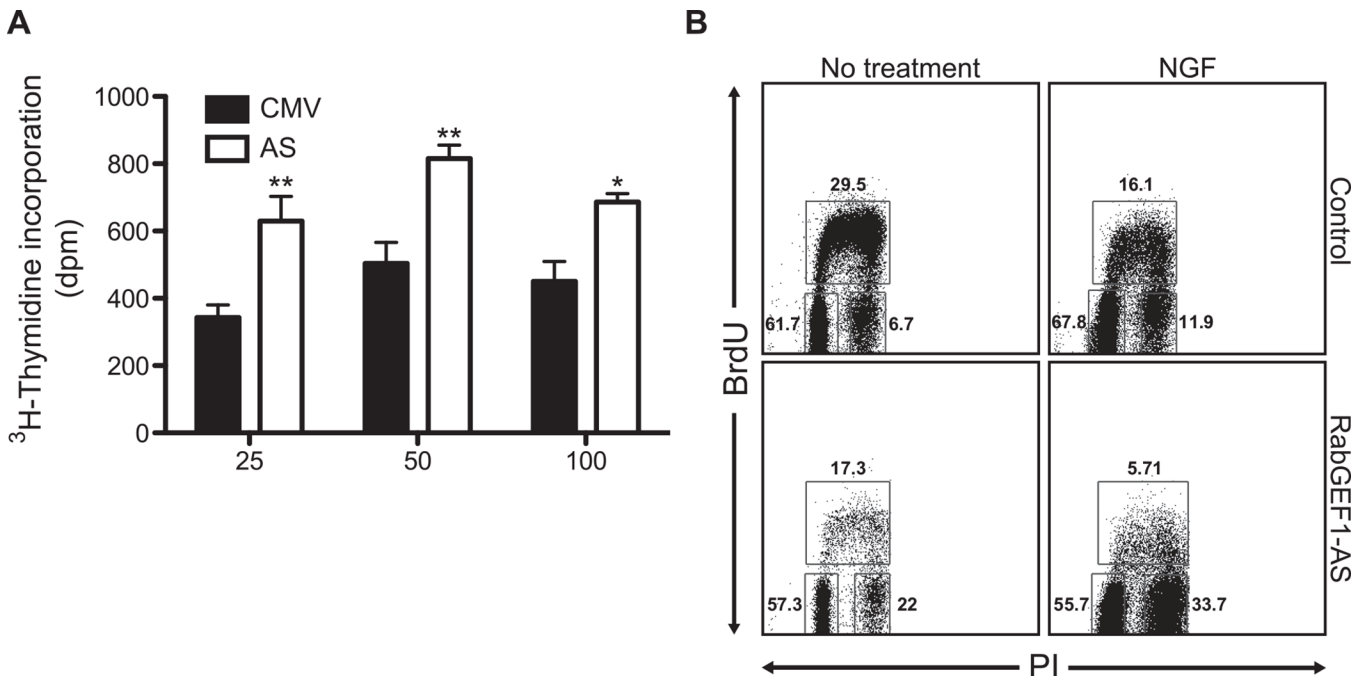 A
³H-Thymidine incorporation
(dpm)
1000
800
600
400
200
0
CMV
AS
**
**
*
25
50
100
B
No treatment
NGF
Control
RabGEF1-AS
BrdU
PI
29.5
61.7
6.7
16.1
67.8
11.9
17.3
57.3
22
5.71
55.7
33.7